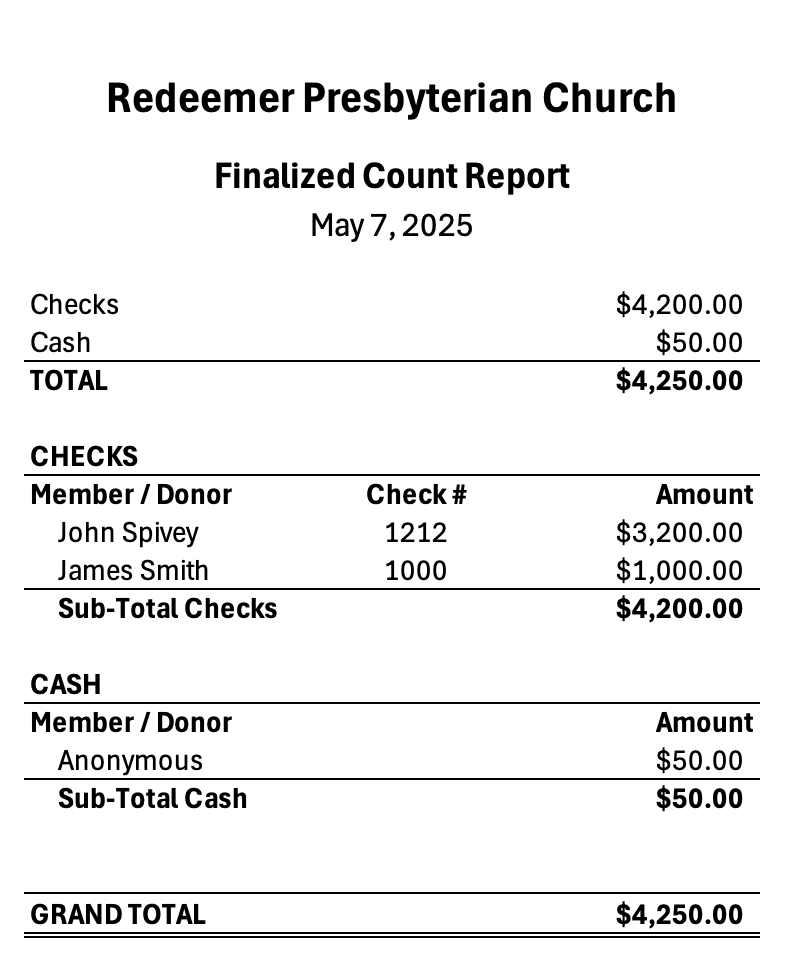 Redeemer Presbyterian Church
Finalized Count Report
May 7, 2025
Checks $4,200.00
Cash $50.00
TOTAL $4,250.00
CHECKS
Member / Donor Check # Amount
John Spivey 1212 $3,200.00
James Smith 1000 $1,000.00
Sub-Total Checks $4,200.00
CASH
Member / Donor Amount
Anonymous $50.00
Sub-Total Cash $50.00
GRAND TOTAL $4,250.00